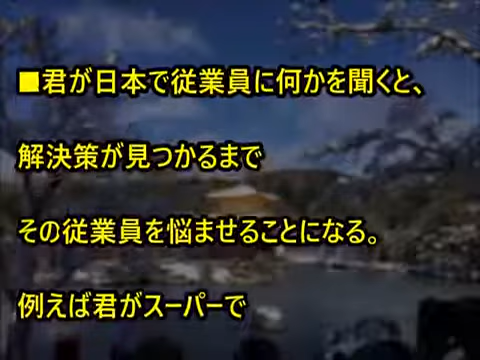 ■君が日本で従業員に何かを聞くと、
解決策が見つかるまで
その従業員を悩ませることになる。
例えば君がスーパーで